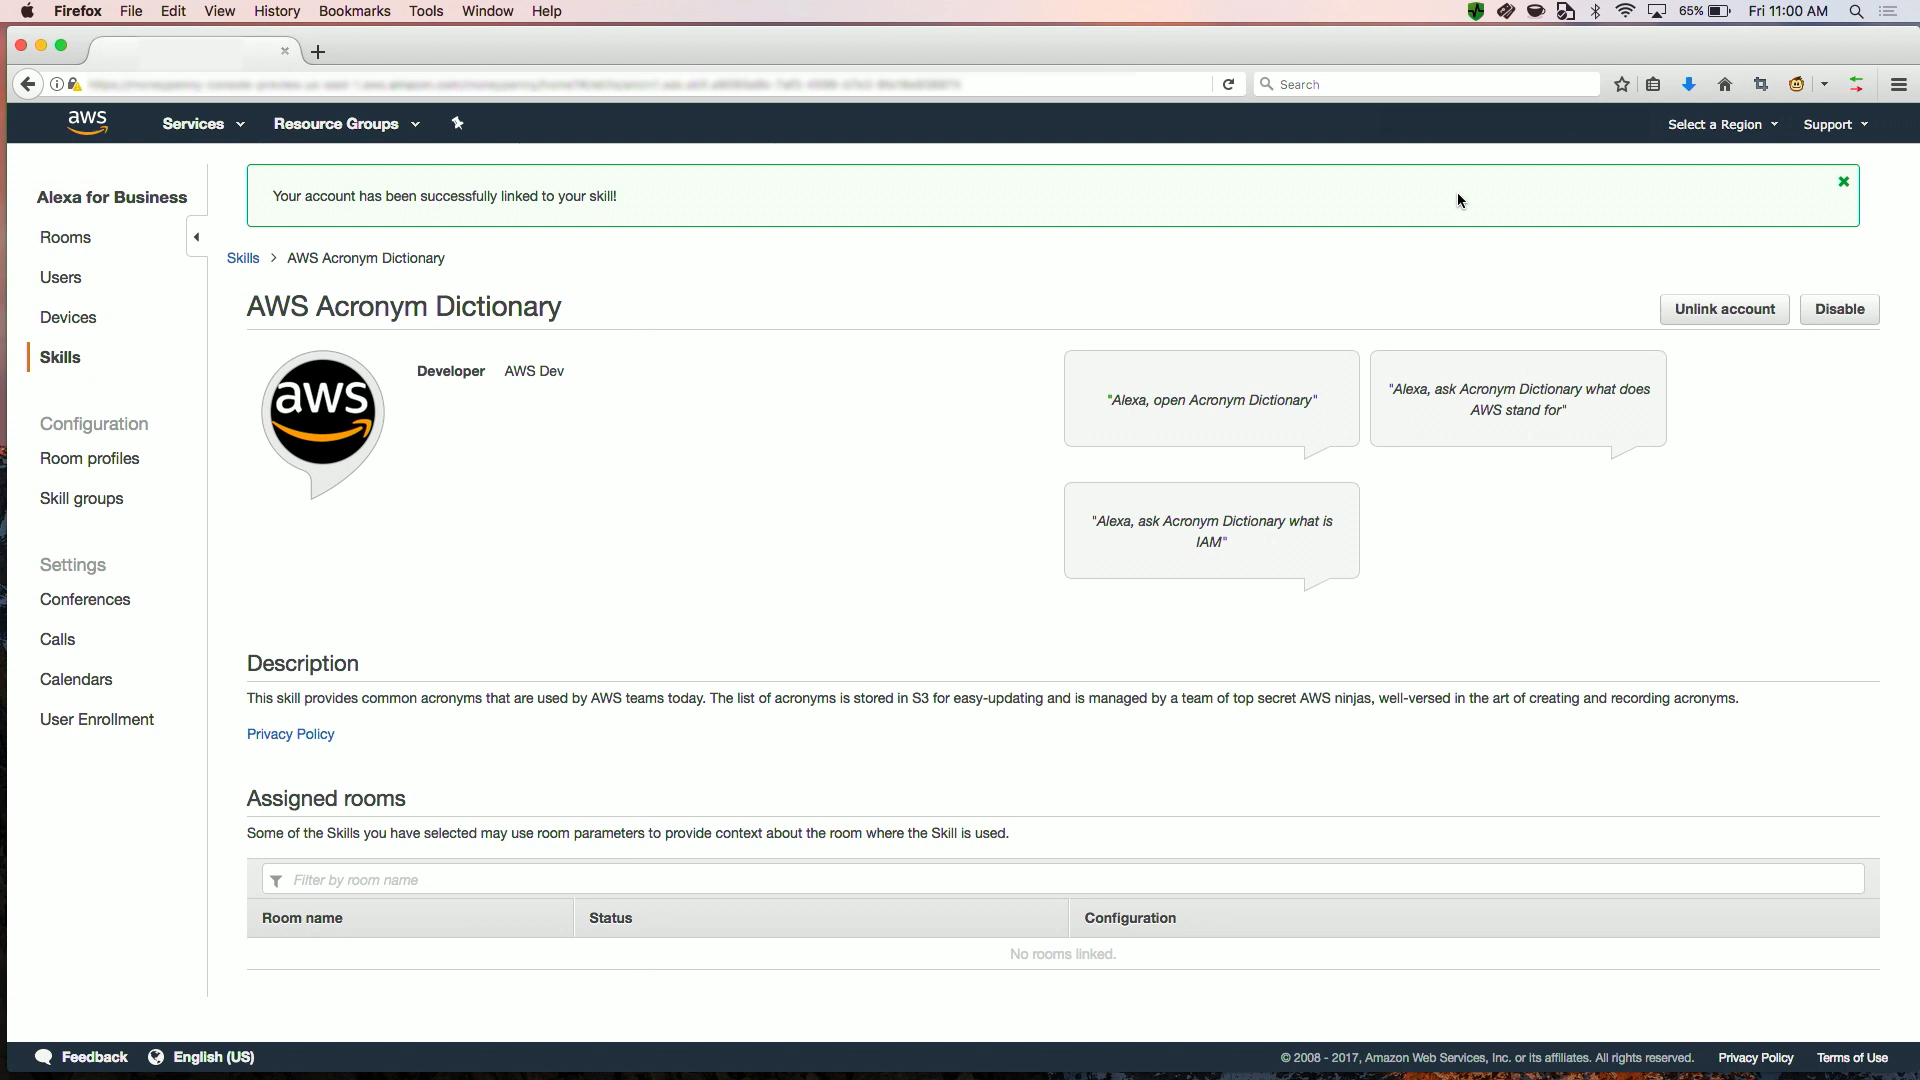 Firefox File Edit View History Bookmarks Tools Window Help 65% Fri 11:00 AM
Search
aws Services Resource Groups Select a Region Support
Alexa for Business
Rooms
Users
Devices
Skills
Configuration
Room profiles
Skill groups
Settings
Conferences
Calls
Calendars
User Enrollment
Your account has been successfully linked to your skill!
Skills > AWS Acronym Dictionary
AWS Acronym Dictionary
Unlink account Disable
aws
Developer AWS Dev
"Alexa, open Acronym Dictionary"
"Alexa, ask Acronym Dictionary what does
AWS stand for"
"Alexa, ask Acronym Dictionary what is
IAM"
Description
This skill provides common acronyms that are used by AWS teams today. The list of acronyms is stored in S3 for easy-updating and is managed by a team of top secret AWS ninjas, well-versed in the art of creating and recording acronyms.
Privacy Policy
Assigned rooms
Some of the Skills you have selected may use room parameters to provide context about the room where the Skill is used.
Filter by room name
Room name Status Configuration
No rooms linked.
Feedback English (US) © 2008 - 2017, Amazon Web Services, Inc. or its affiliates. All rights reserved. Privacy Policy Terms of Use